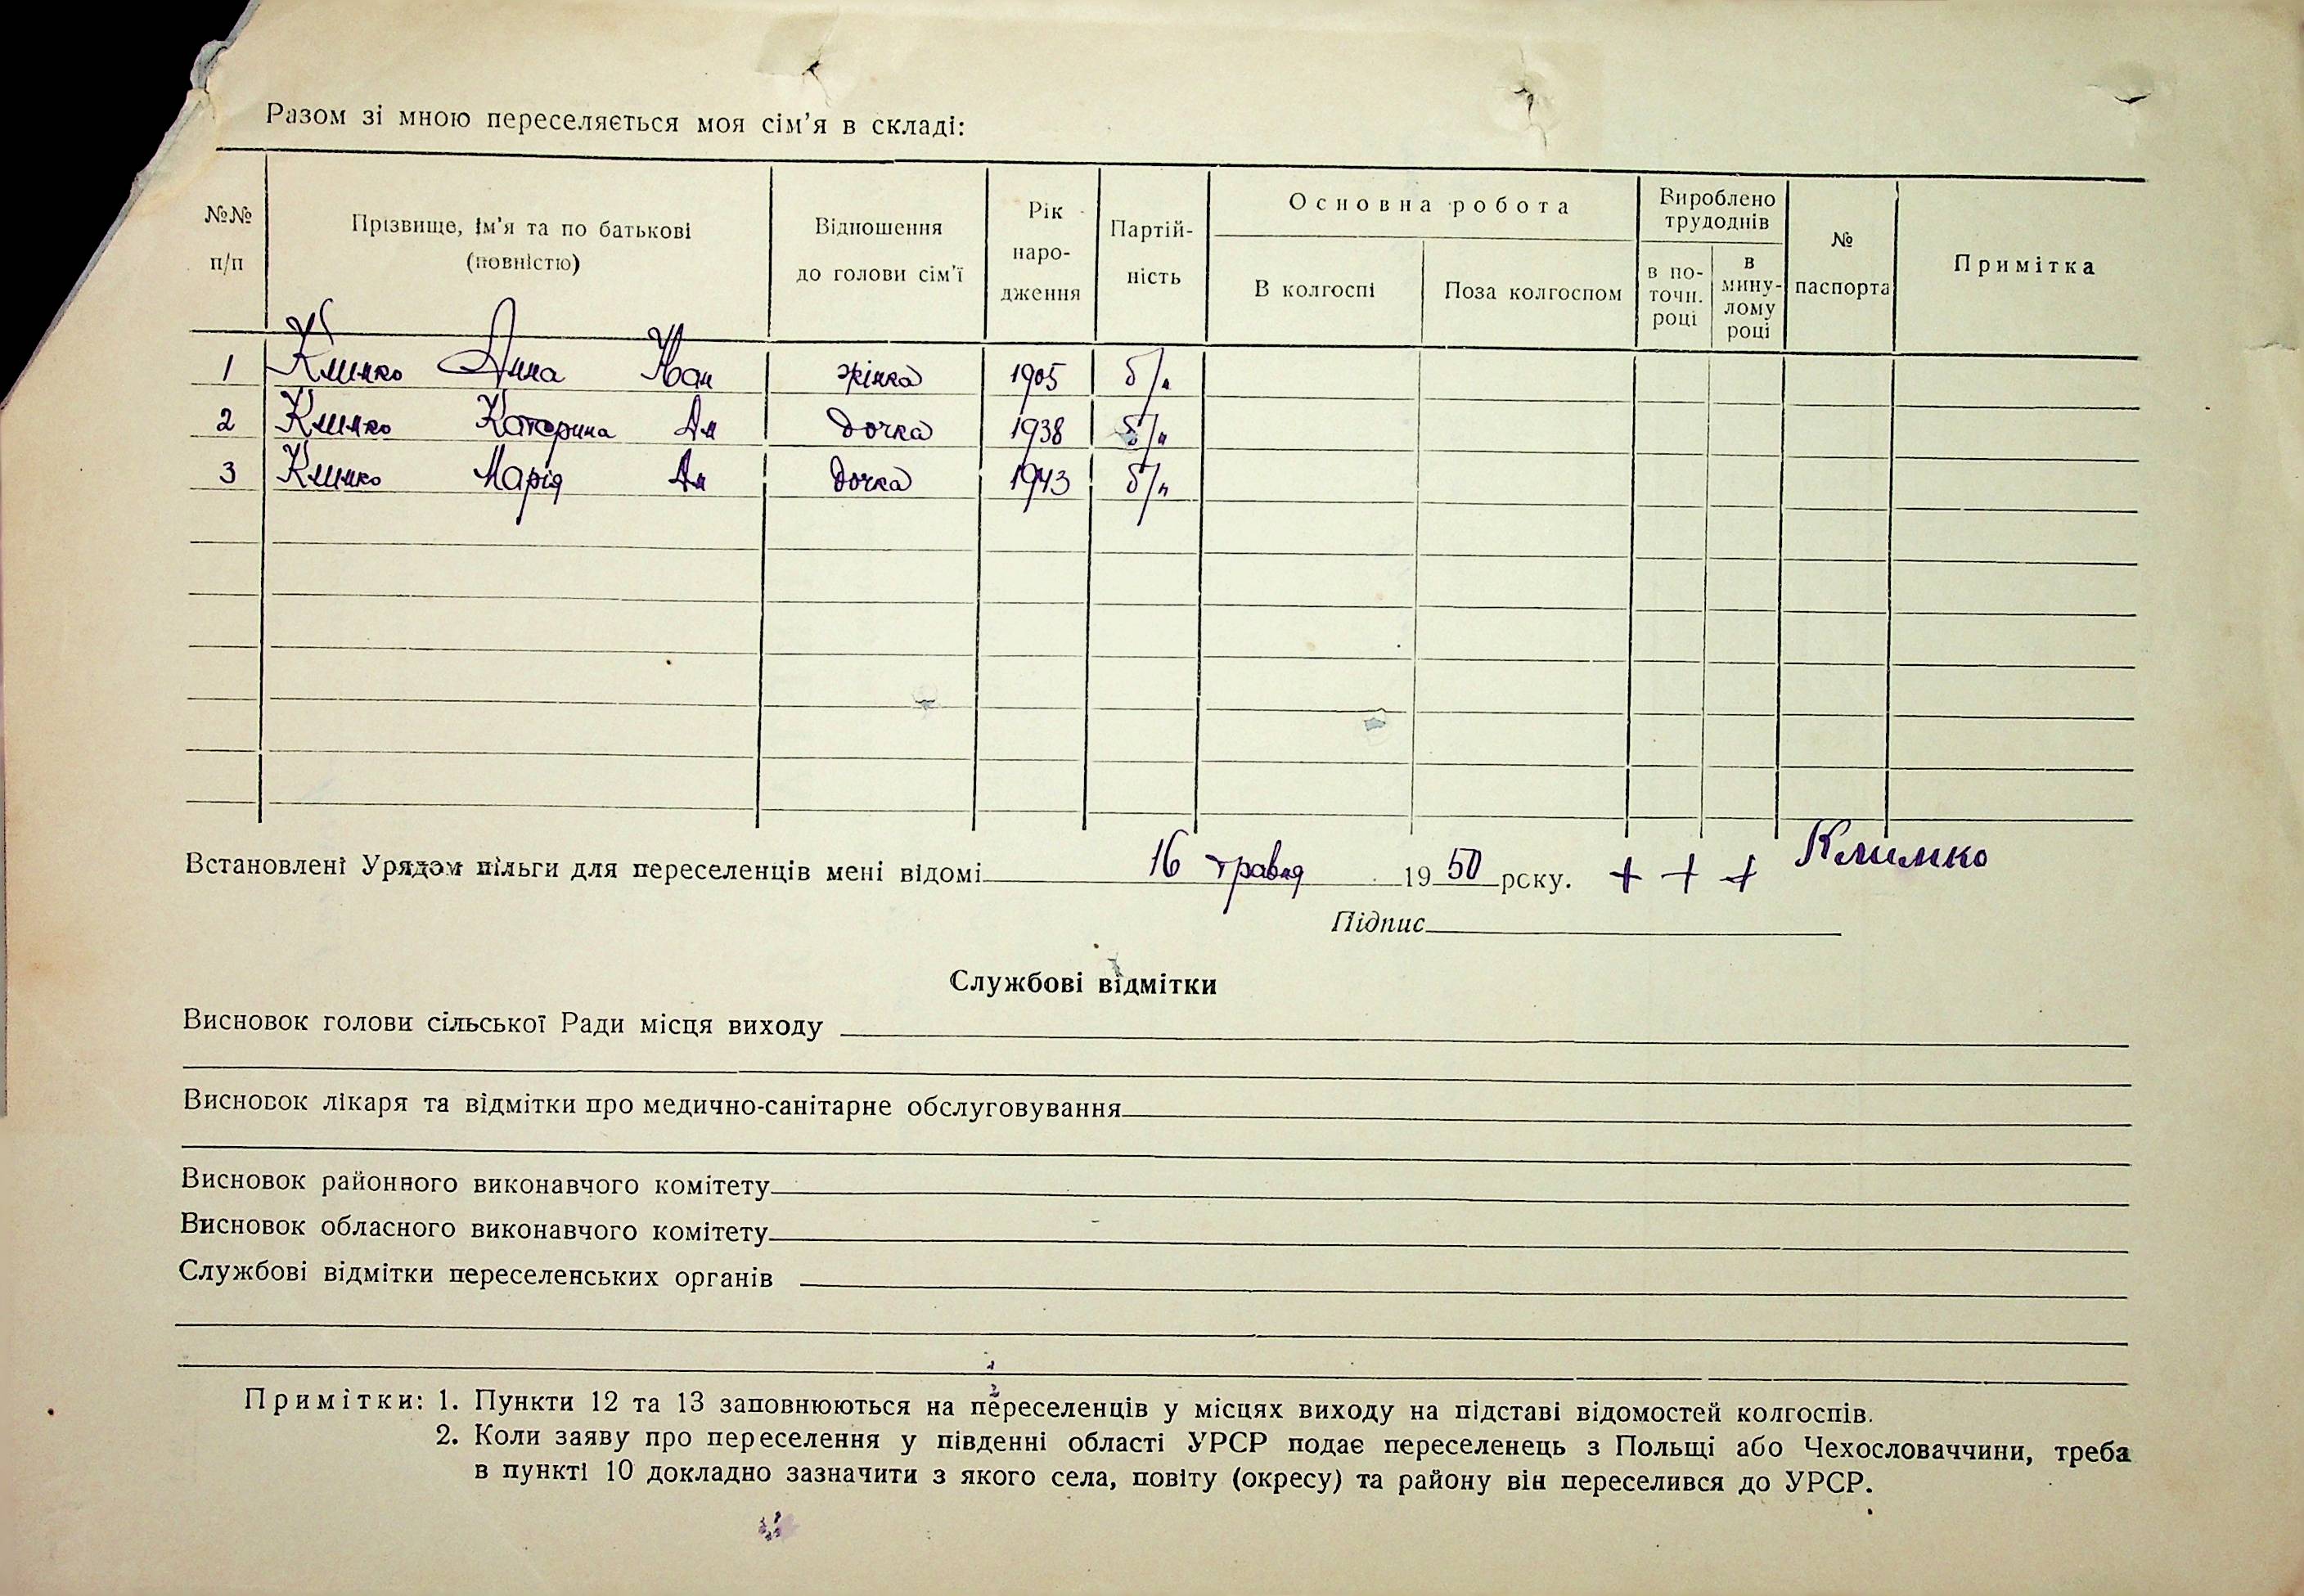 Разом зі мною переселяється моя сім'я в складі:
№№ п/п
Прізвище, ім'я та по батькові (повністю)
Відношення до голови сім'ї
Рік народження
Партійність
Основна робота
В колгоспі
Поза колгоспом
Вироблено трудоднів
в поточн. році
в минулому році
№ паспорта
Примітка
1 Климко Анна Іван жінка 1905 б/п
2 Климко Катерина Ан дочка 1938 б/п
3 Климко Марія Ан дочка 1943 б/п
Встановлені Урядом пільги для переселенців мені відомі 16 травня 1950 року. + + + Климко
Підпис
Службові відмітки
Висновок голови сільської Ради місця виходу
Висновок лікаря та відмітки про медично-санітарне обслуговування
Висновок районного виконавчого комітету
Висновок обласного виконавчого комітету
Службові відмітки переселенських органів
Примітки: 1. Пункти 12 та 13 заповнюються на переселенців у місцях виходу на підставі відомостей колгоспів.
2. Коли заяву про переселення у південні області УРСР подає переселенець з Польщі або Чехословаччини, треба
в пункті 10 докладно зазначити з якого села, повіту (окресу) та району він переселився до УРСР.